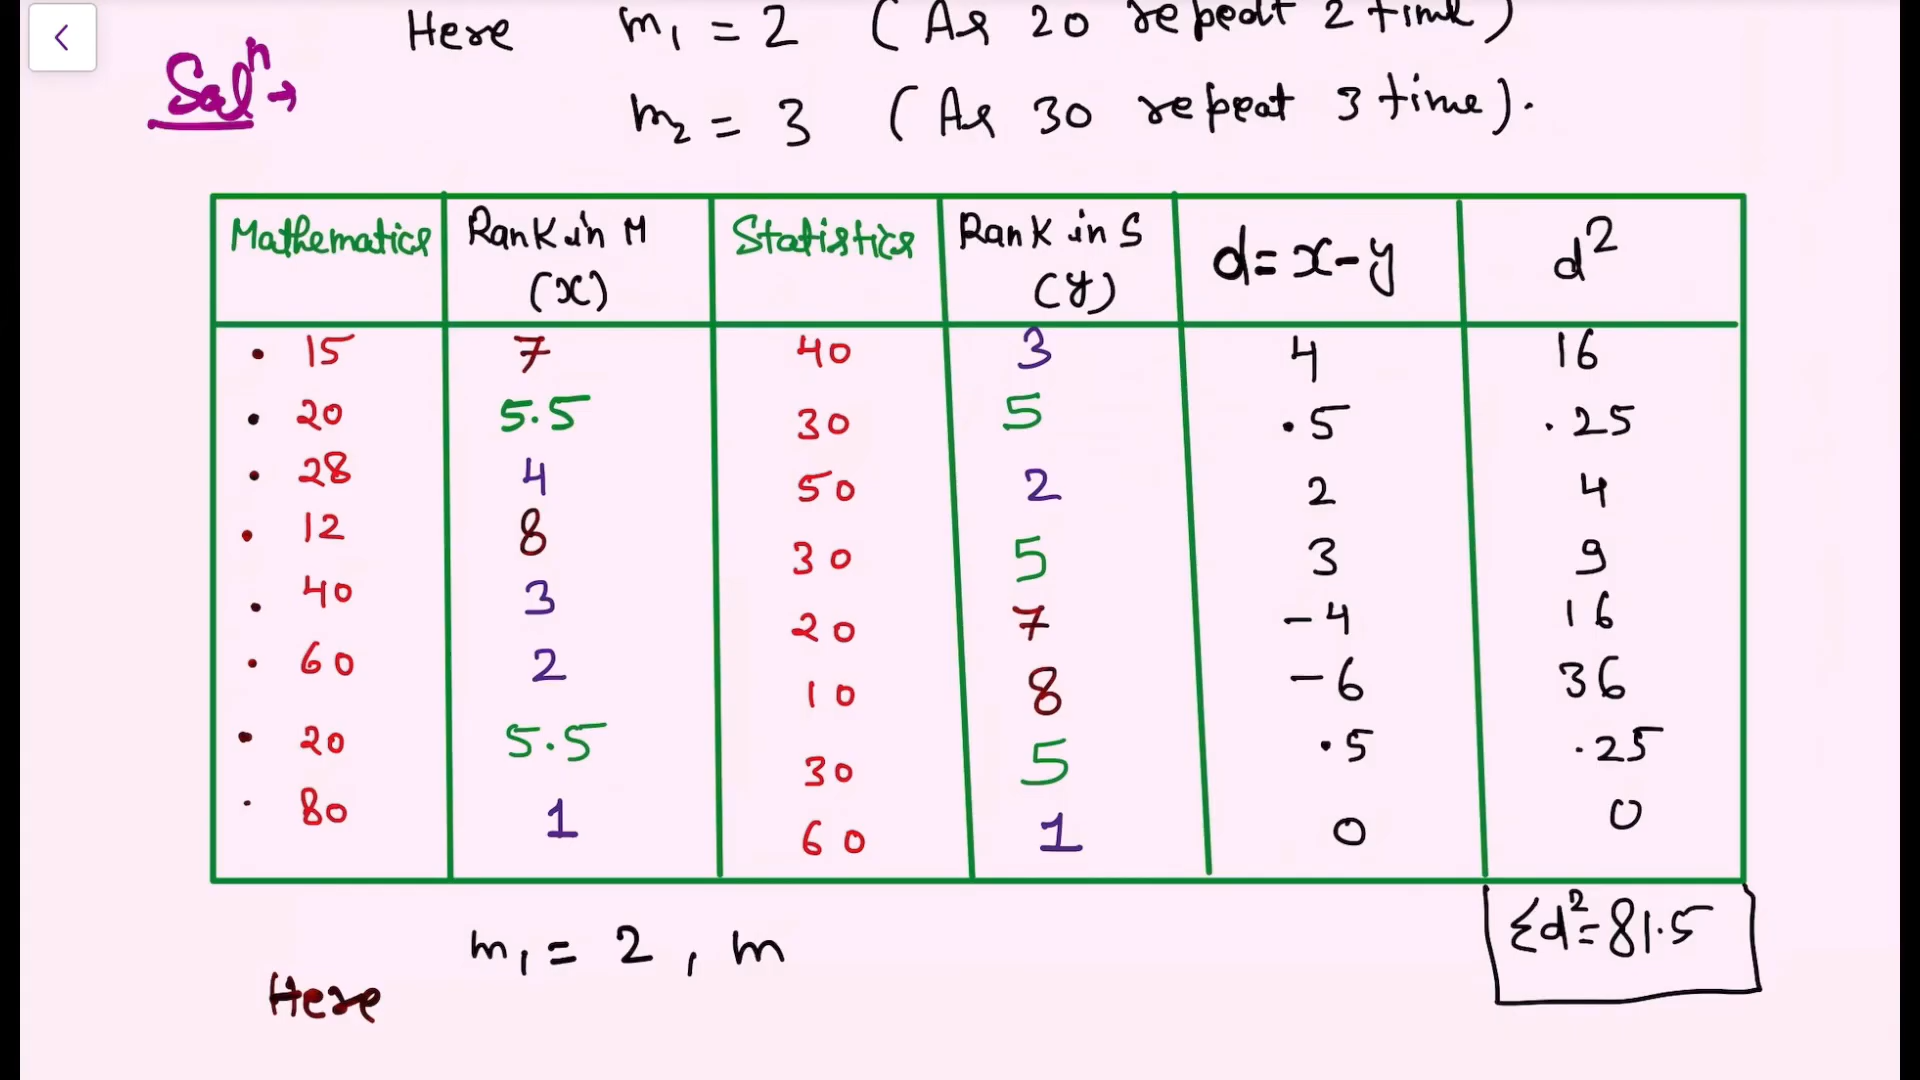 Here m₁ = 2 (As 20 repeat 2 time)
Solⁿ→
m₂ = 3 (As 30 repeat 3 time).
Mathematics Rank in M (x) Statistics Rank in S (y) d=x-y d²
• 15 7 40 3 4 16
• 20 5.5 30 5 .5 .25
• 28 4 50 2 2 4
• 12 8 30 5 3 9
• 40 3 20 7 -4 16
• 60 2 10 8 -6 36
• 20 5.5 30 5 .5 .25
• 80 1 60 1 0 0
Σd²=81.5
m₁ = 2 , m
Here